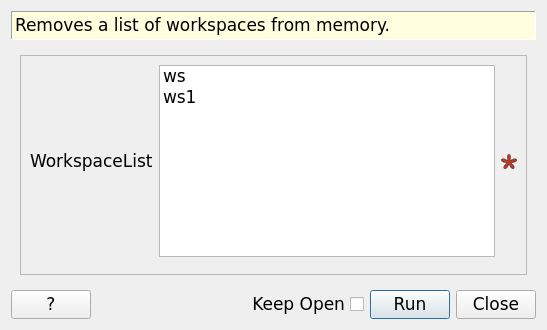 Removes a list of workspaces from memory.
ws
ws1
WorkspaceList
? Keep Open Run Close